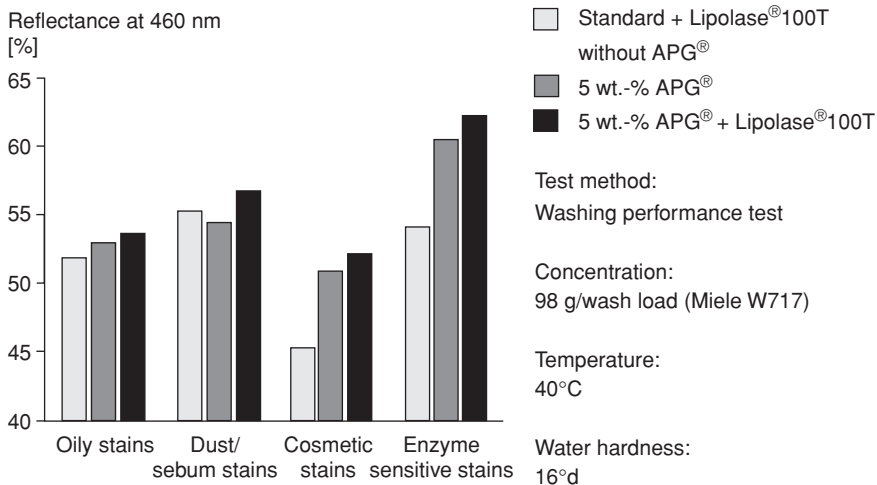 Reflectance at 460 nm
[%]
65
60
55
50
45
40
Oily stains
Dust/
sebum stains
Cosmetic
stains
Enzyme
sensitive stains
Standard + Lipolase®100T
without APG®
5 wt.-% APG®
5 wt.-% APG® + Lipolase®100T
Test method:
Washing performance test
Concentration:
98 g/wash load (Miele W717)
Temperature:
40°C
Water hardness:
16°d